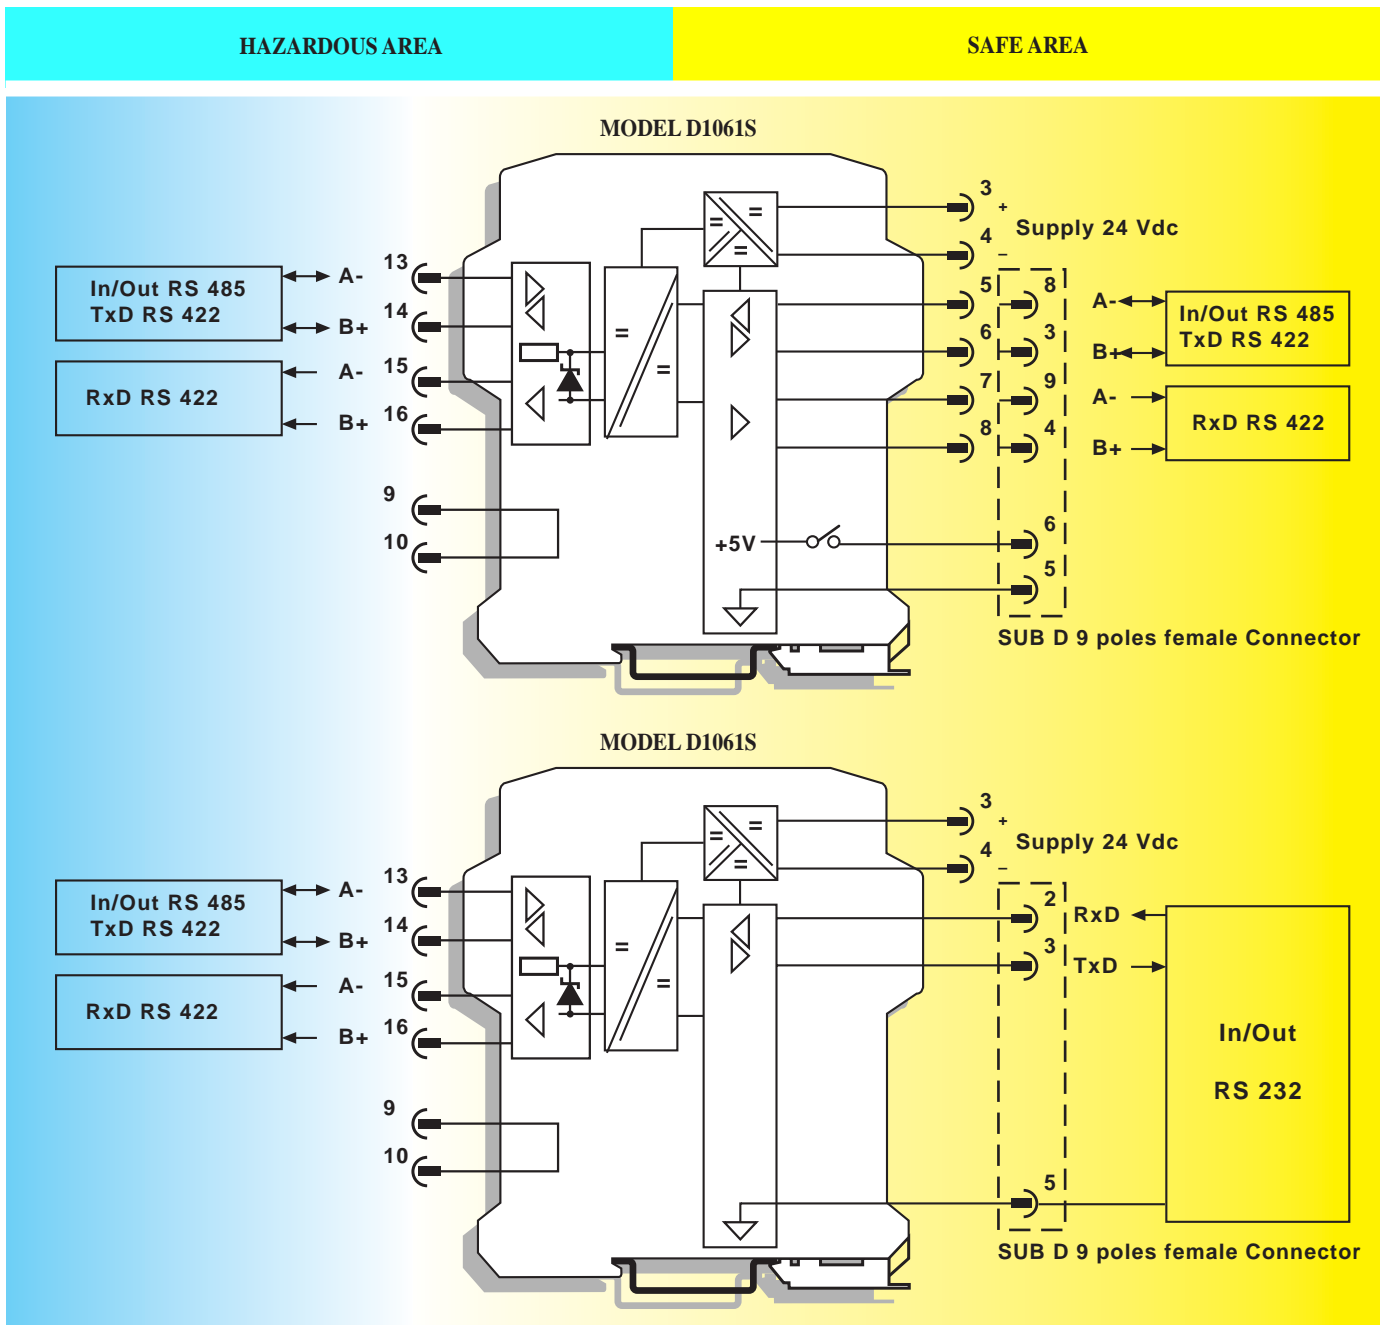 HAZARDOUS AREA
SAFE AREA
MODEL D1061S
3
+
Supply 24 Vdc
4
–
In/Out RS 485
TxD RS 422
A-
13
B+
14
RxD RS 422
A-
15
B+
16
9
10
=
=
=
=
=
+5V
5
8
A-
In/Out RS 485
TxD RS 422
6
3
B+
7
9
A-
RxD RS 422
8
4
B+
6
5
SUB D 9 poles female Connector
MODEL D1061S
3
+
Supply 24 Vdc
4
–
In/Out RS 485
TxD RS 422
A-
13
B+
14
RxD RS 422
A-
15
B+
16
9
10
=
=
=
=
=
2
RxD
3
TxD
In/Out
RS 232
5
SUB D 9 poles female Connector